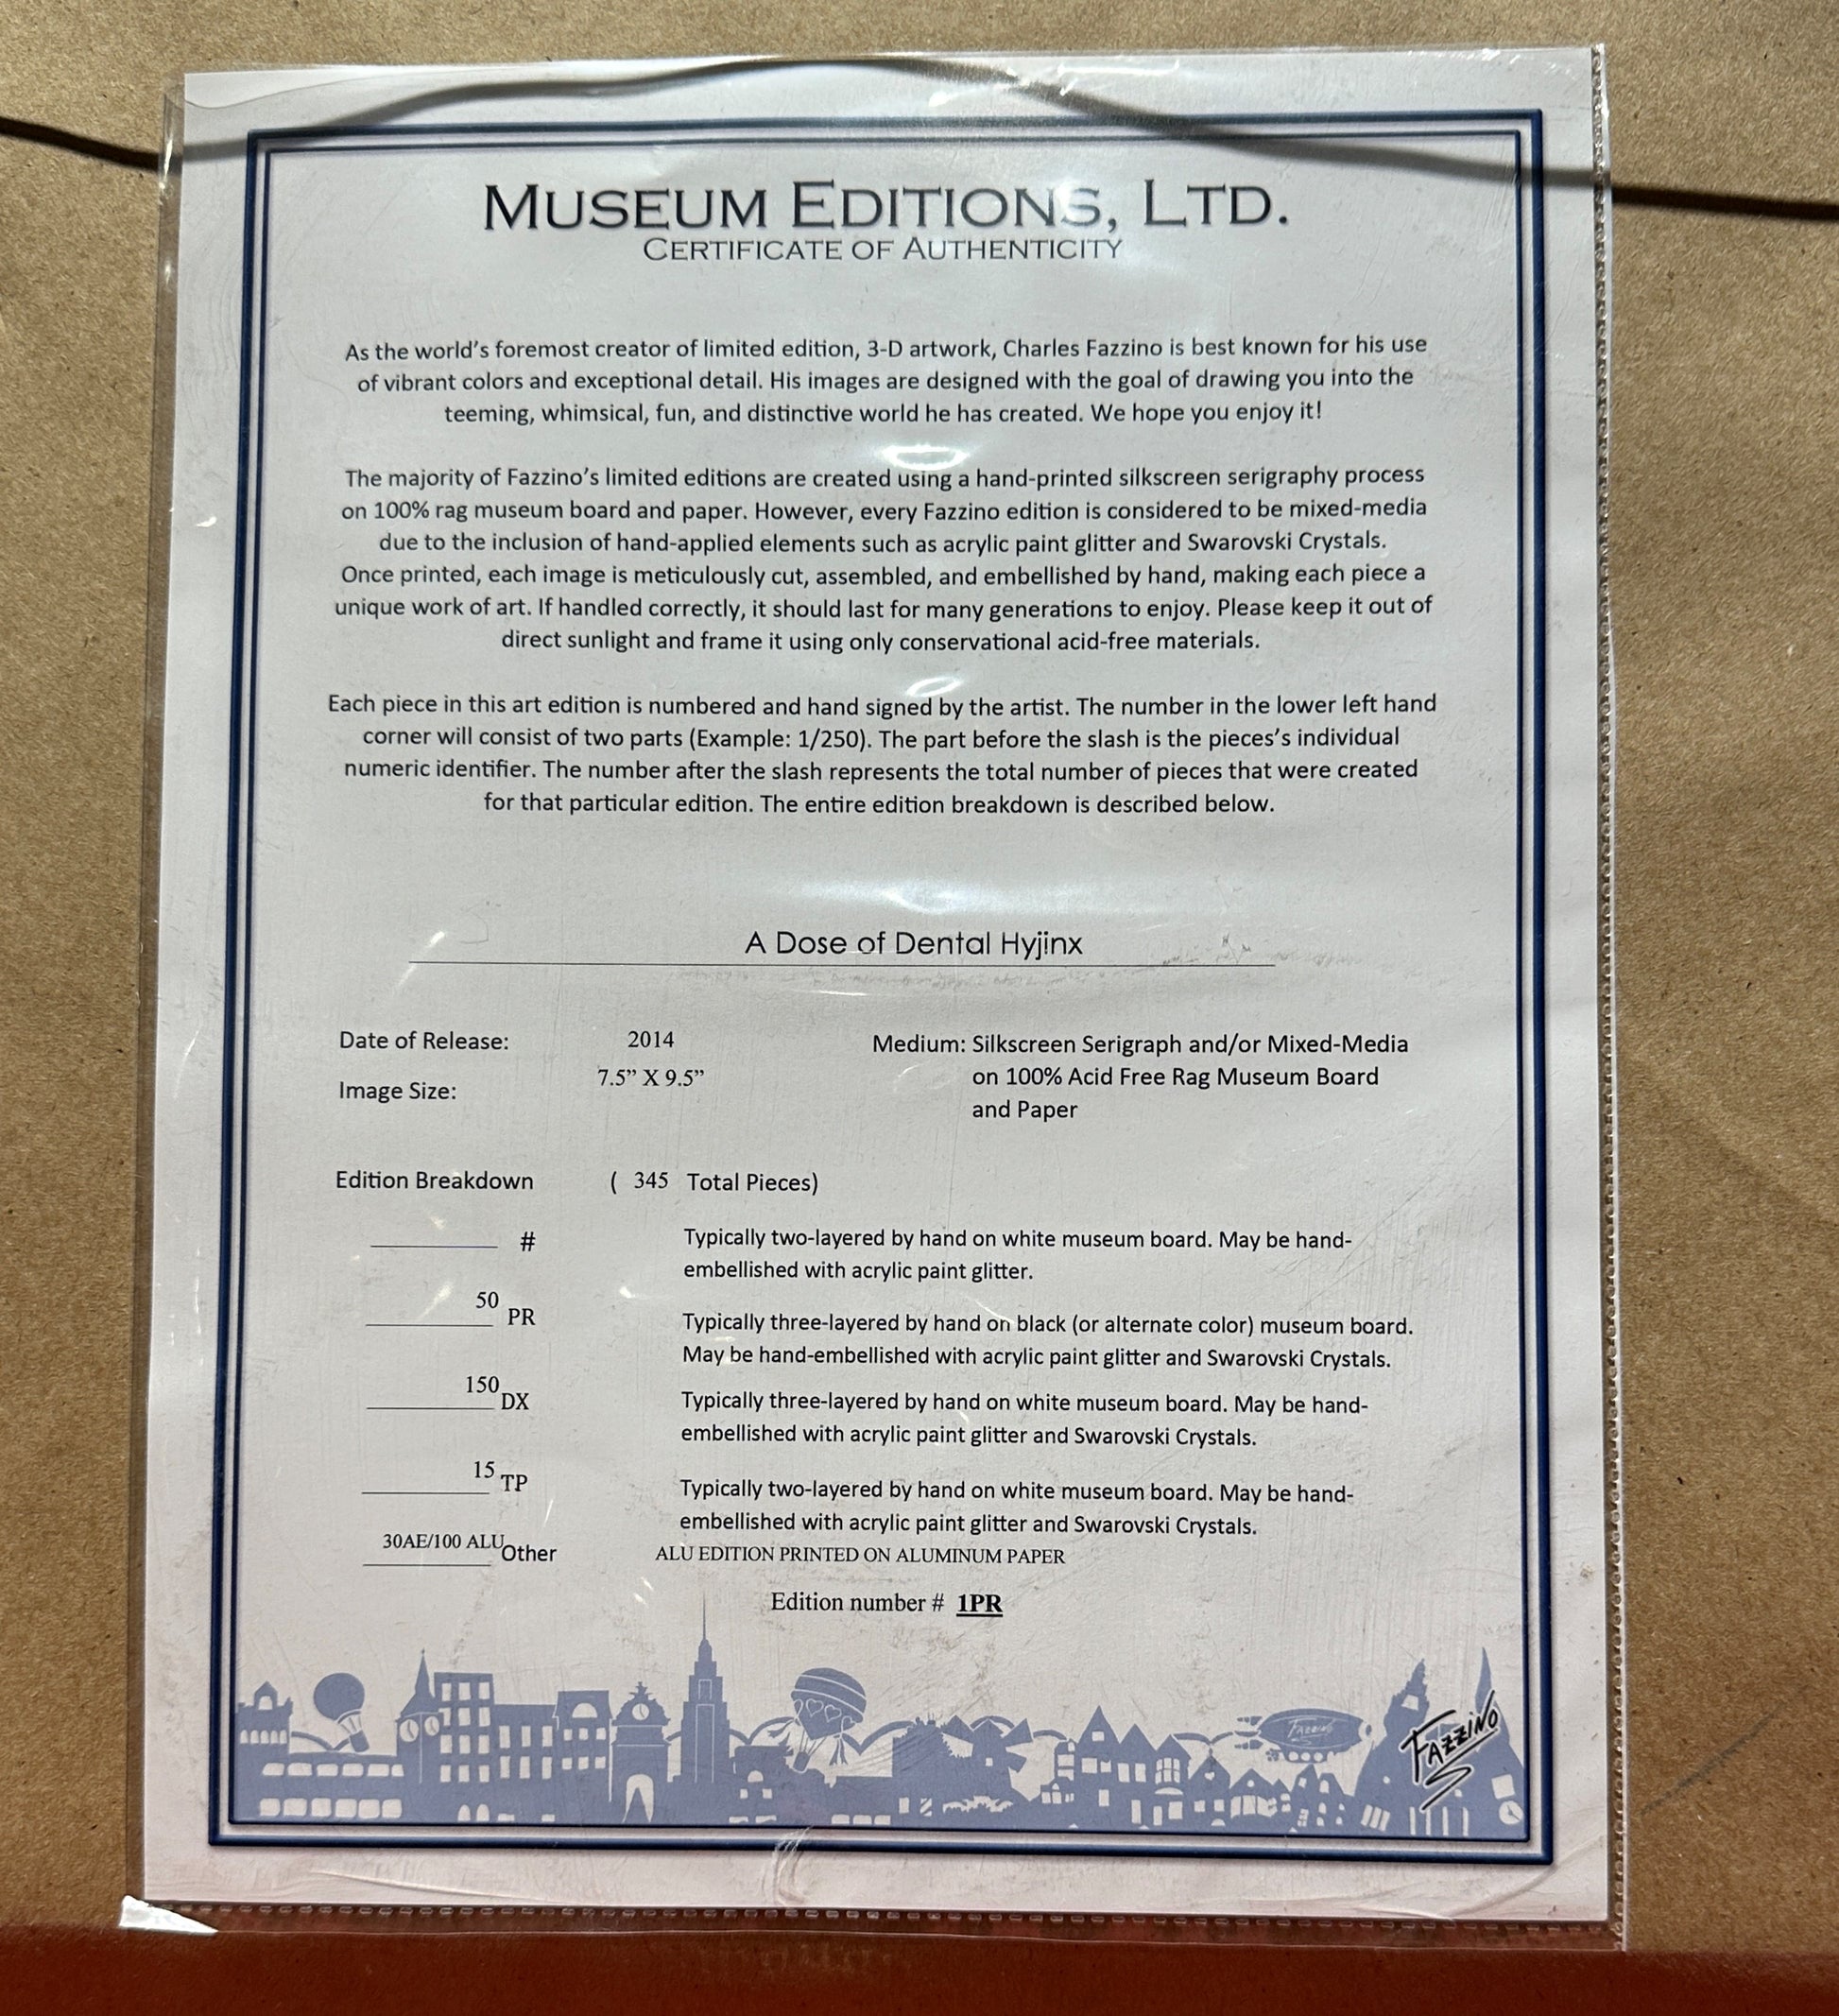 MUSEUM EDITIONS, LTD.
CERTIFICATE OF AUTHENTICITY
As the world's foremost creator of limited edition, 3-D artwork, Charles Fazzino is best known for his use
of vibrant colors and exceptional detail. His images are designed with the goal of drawing you into the
teeming, whimsical, fun, and distinctive world he has created. We hope you enjoy it!
The majority of Fazzino's limited editions are created using a hand-printed silkscreen serigraphy process
on 100% rag museum board and paper. However, every Fazzino edition is considered to be mixed-media
due to the inclusion of hand-applied elements such as acrylic paint glitter and Swarovski Crystals.
Once printed, each image is meticulously cut, assembled, and embellished by hand, making each piece a
unique work of art. If handled correctly, it should last for many generations to enjoy. Please keep it out of
direct sunlight and frame it using only conservational acid-free materials.
Each piece in this art edition is numbered and hand signed by the artist. The number in the lower left hand
corner will consist of two parts (Example: 1/250). The part before the slash is the pieces's individual
numeric identifier. The number after the slash represents the total number of pieces that were created
for that particular edition. The entire edition breakdown is described below.
A Dose of Dental Hyjinx
Date of Release: 2014
Image Size: 7.5" X 9.5"
Medium: Silkscreen Serigraph and/or Mixed-Media
on 100% Acid Free Rag Museum Board
and Paper
Edition Breakdown ( 345 Total Pieces)
# Typically two-layered by hand on white museum board. May be hand-
embellished with acrylic paint glitter.
50 PR Typically three-layered by hand on black (or alternate color) museum board.
May be hand-embellished with acrylic paint glitter and Swarovski Crystals.
150 DX Typically three-layered by hand on white museum board. May be hand-
embellished with acrylic paint glitter and Swarovski Crystals.
15 TP Typically two-layered by hand on white museum board. May be hand-
embellished with acrylic paint glitter and Swarovski Crystals.
30AE/100 ALU Other ALU EDITION PRINTED ON ALUMINUM PAPER
Edition number # 1PR
FAZZINO
FAZZINO